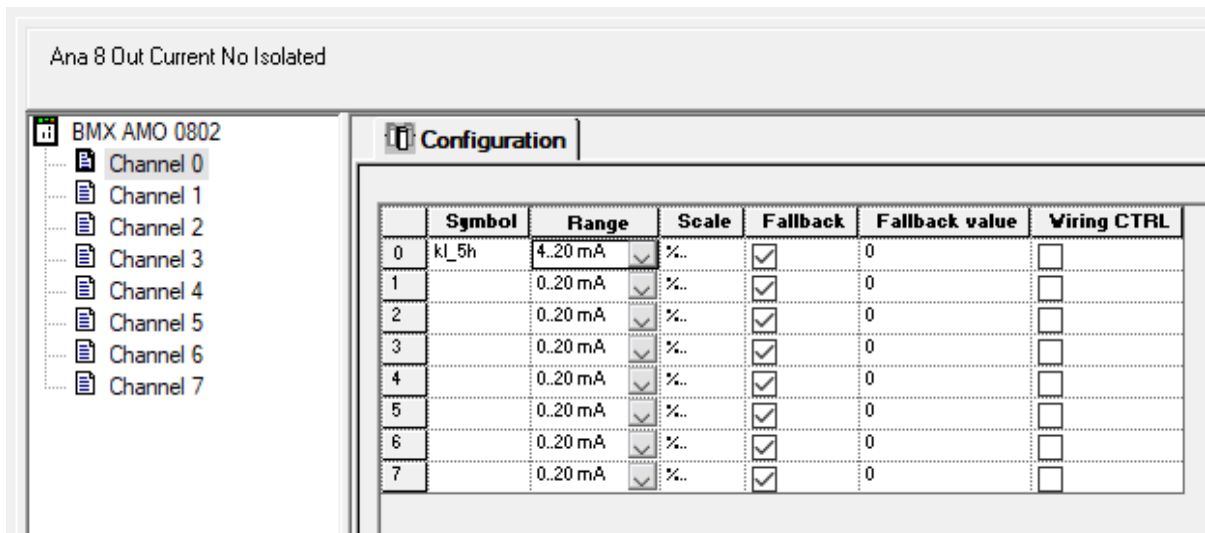 Ana 8 Out Current No Isolated
BMX AMO 0802
Channel 0
Channel 1
Channel 2
Channel 3
Channel 4
Channel 5
Channel 6
Channel 7
Configuration
Symbol Range Scale Fallback Fallback value Wiring CTRL
0 kl_5h 4..20 mA %.. 0
1 0..20 mA %.. 0
2 0..20 mA %.. 0
3 0..20 mA %.. 0
4 0..20 mA %.. 0
5 0..20 mA %.. 0
6 0..20 mA %.. 0
7 0..20 mA %.. 0